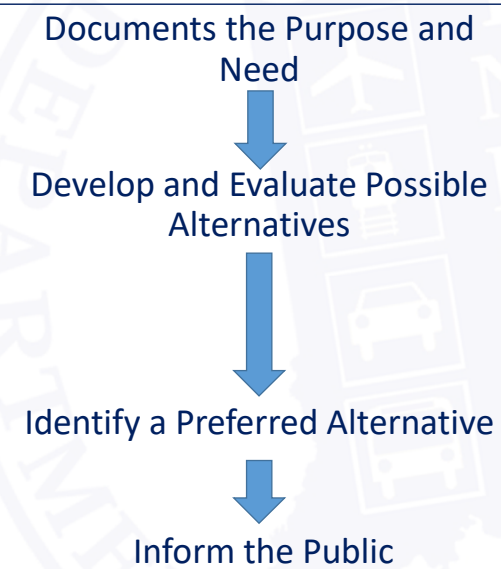 Documents the Purpose and
Need
Develop and Evaluate Possible
Alternatives
Identify a Preferred Alternative
Inform the Public